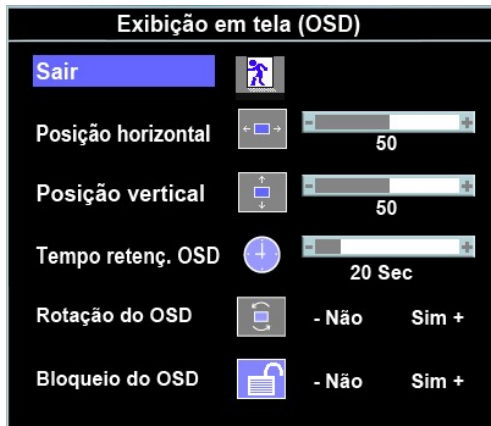 Exibição em tela (OSD)
Sair
Posição horizontal - +
50
Posição vertical - +
50
Tempo retenç. OSD - +
20 Sec
Rotação do OSD - Não Sim +
Bloqueio do OSD - Não Sim +